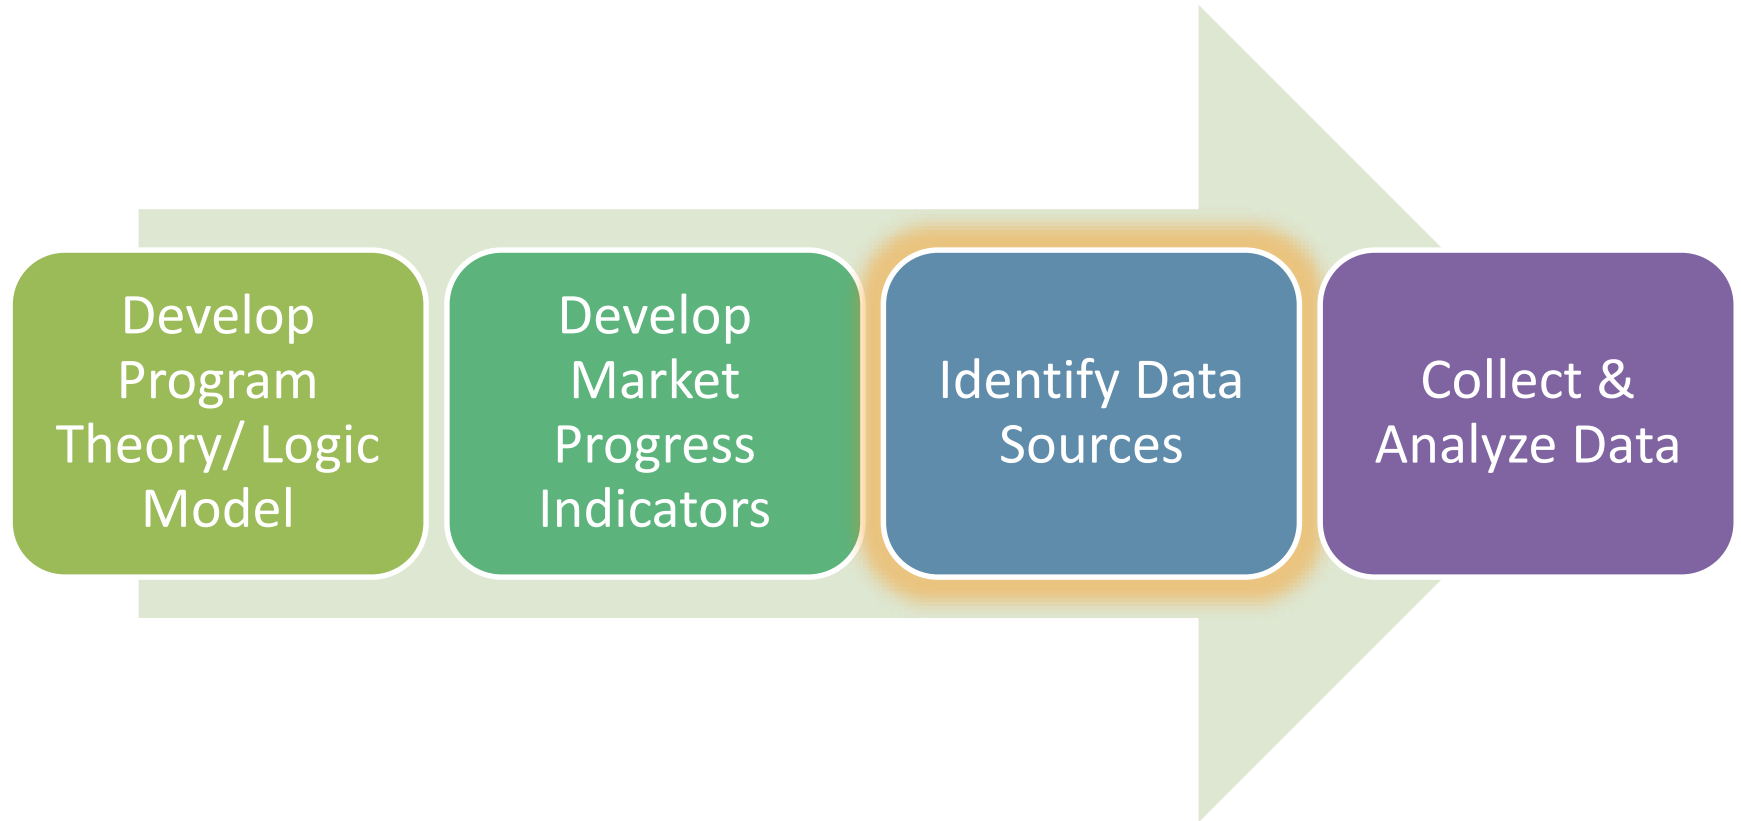 Develop
Program
Theory/ Logic
Model
Develop
Market
Progress
Indicators
Identify Data
Sources
Collect &
Analyze Data